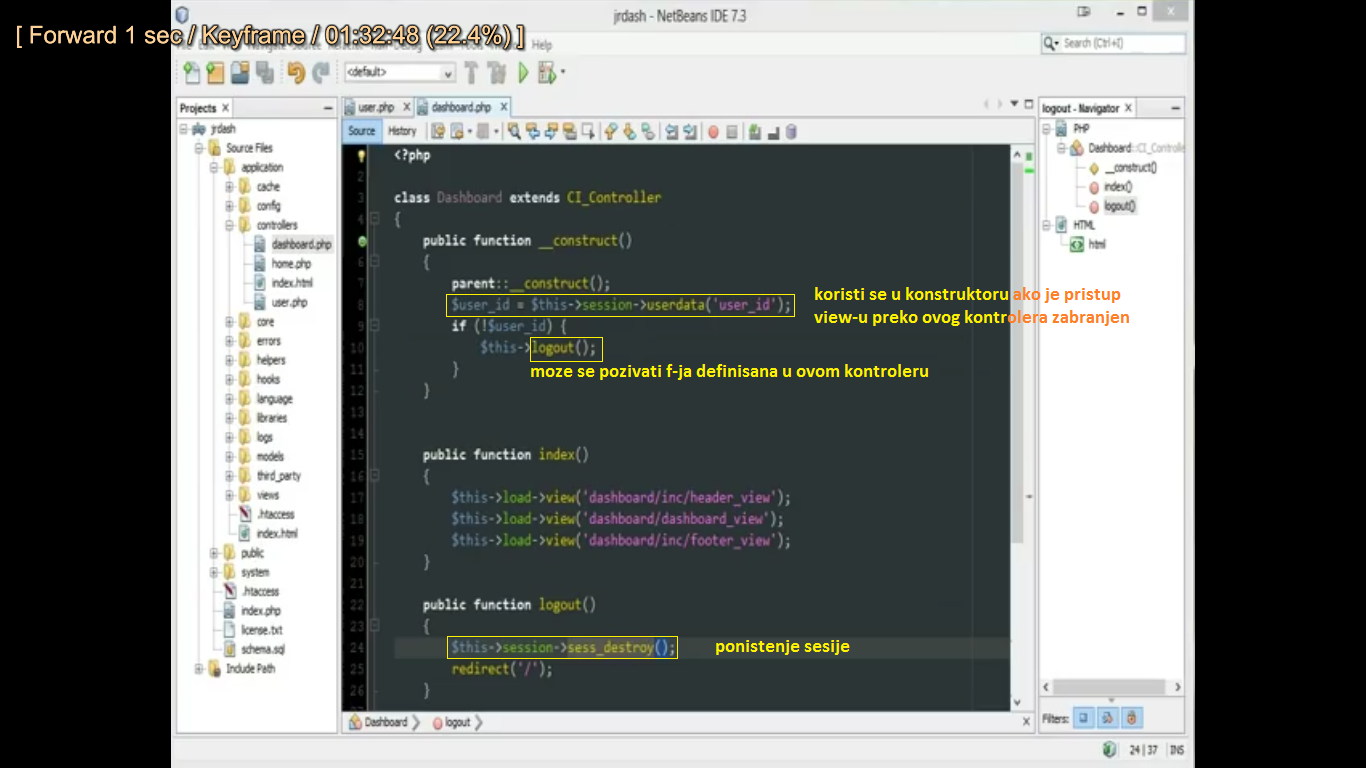 jrdash - NetBeans IDE 7.3
[ Forward 1 sec / Keyframe / 01:32:48 (22.4%) ]
Help
Search (Ctrl+I)
<default>
Projects
jrdash
Source Files
application
cache
config
controllers
dashboard.php
home.php
index.html
user.php
core
errors
helpers
hooks
language
libraries
logs
models
third_party
views
.htaccess
index.html
public
system
.htaccess
index.php
license.txt
schema.sql
Include Path
user.php dashboard.php
Source History
<?php
2
3 class Dashboard extends CI_Controller
4 {
public function __construct()
6 {
7 parent::__construct();
8 $user_id = $this->session->userdata('user_id');
9 if (!$user_id) {
10 $this->logout();
11 }
12 }
13
14
15 public function index()
16 {
17 $this->load->view('dashboard/inc/header_view');
18 $this->load->view('dashboard/dashboard_view');
19 $this->load->view('dashboard/inc/footer_view');
20 }
21
22 public function logout()
23 {
24 $this->session->sess_destroy();
25 redirect('/');
26 }
koristi se u konstruktoru ako je pristup
view-u preko ovog kontrolera zabranjen
moze se pozivati f-ja definisana u ovom kontroleru
ponistenje sesije
Dashboard logout
logout - Navigator
PHP
Dashboard::CI_Controlle
__construct()
index()
logout()
HTML
html
Filters:
24|37 INS